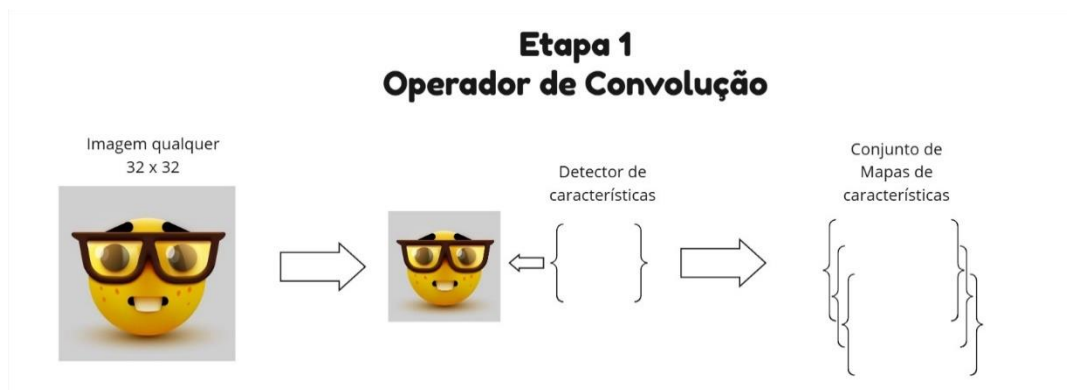 Etapa 1
Operador de Convolução
Imagem qualquer
32 x 32
Detector de
características
Conjunto de
Mapas de
características